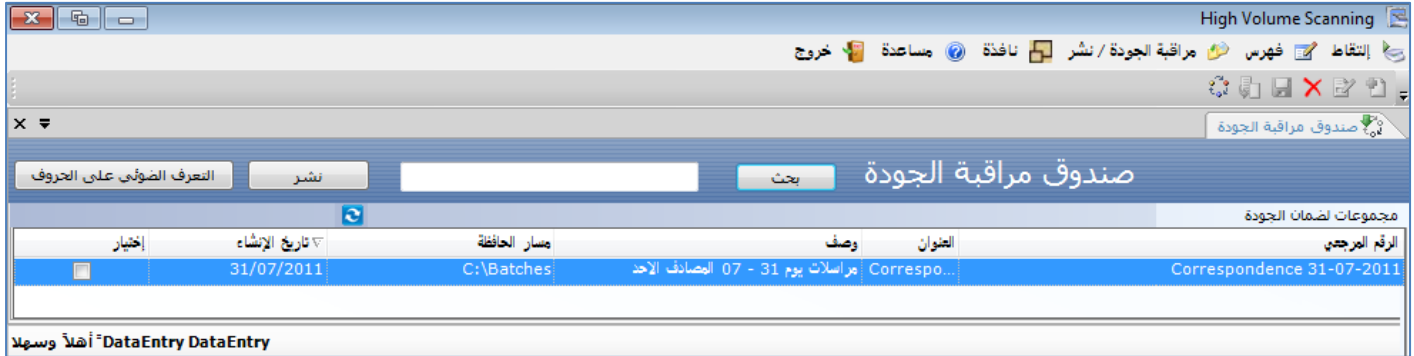 High Volume Scanning
إلتقاط فهرس مراقبة الجودة / نشر نافذة مساعدة خروج
صندوق مراقبة الجودة
صندوق مراقبة الجودة بحث نشر التعرف الضوئي على الحروف
مجموعات لضمان الجودة
الرقم المرجعي العنوان وصف مسار الحافظة تاريخ الإنشاء إختيار
Correspondence 31-07-2011 Correspo... مراسلات يوم 31 - 07 المصادف الاحد C:\Batches 31/07/2011
أهلاً وسهلا DataEntry DataEntry